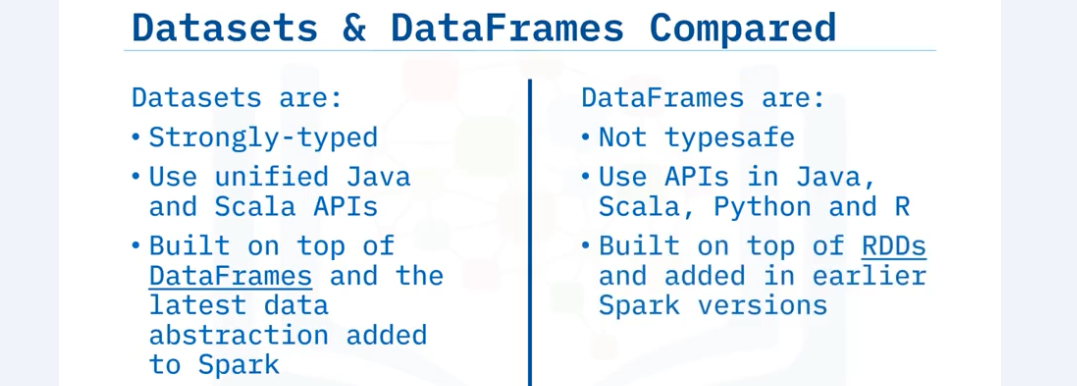 Datasets & DataFrames Compared
Datasets are:
• Strongly-typed
• Use unified Java
and Scala APIs
• Built on top of
DataFrames and the
latest data
abstraction added
to Spark
DataFrames are:
• Not typesafe
• Use APIs in Java,
Scala, Python and R
• Built on top of RDDs
and added in earlier
Spark versions